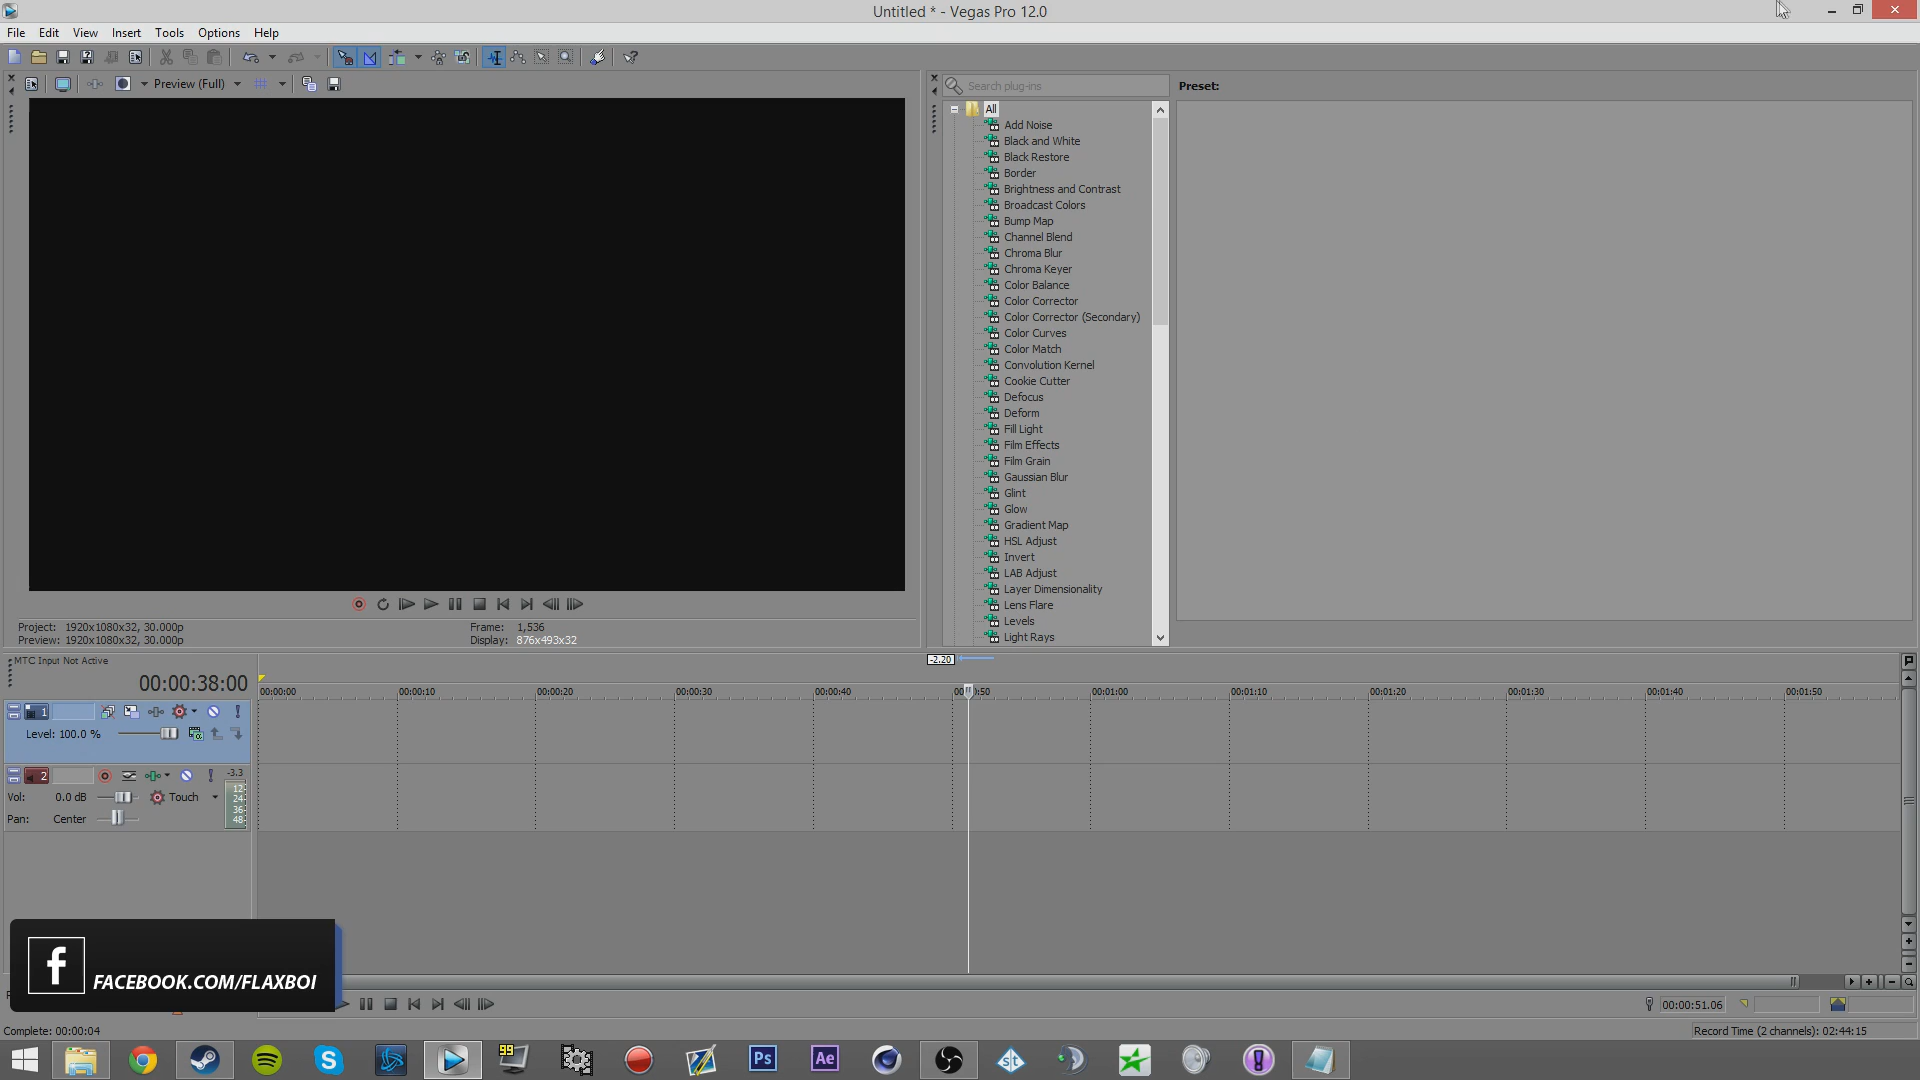 Untitled * - Vegas Pro 12.0
File Edit View Insert Tools Options Help
Preview (Full)
Search plug-ins
Preset:
All
Add Noise
Black and White
Black Restore
Border
Brightness and Contrast
Broadcast Colors
Bump Map
Channel Blend
Chroma Blur
Chroma Keyer
Color Balance
Color Corrector
Color Corrector (Secondary)
Color Curves
Color Match
Convolution Kernel
Cookie Cutter
Defocus
Deform
Fill Light
Film Effects
Film Grain
Gaussian Blur
Glint
Glow
Gradient Map
HSL Adjust
Invert
LAB Adjust
Layer Dimensionality
Lens Flare
Levels
Light Rays
Project: 1920x1080x32, 30.000p
Frame: 1,536
Preview: 1920x1080x32, 30.000p
Display: 876x493x32
MTC Input Not Active
-2.20
00:00:38:00
00:00:00 00:00:10 00:00:20 00:00:30 00:00:40 00:01:00 00:01:10 00:01:20 00:01:30 00:01:40 00:01:50
1
Level: 100.0 %
2
-3.3
Vol: 0.0 dB Touch
Pan: Center
12
24
36
48
f
FACEBOOK.COM/FLAXBOI
00:00:51.06
Complete: 00:00:04
Record Time (2 channels): 02:44:15
99
Ps
Ae
st